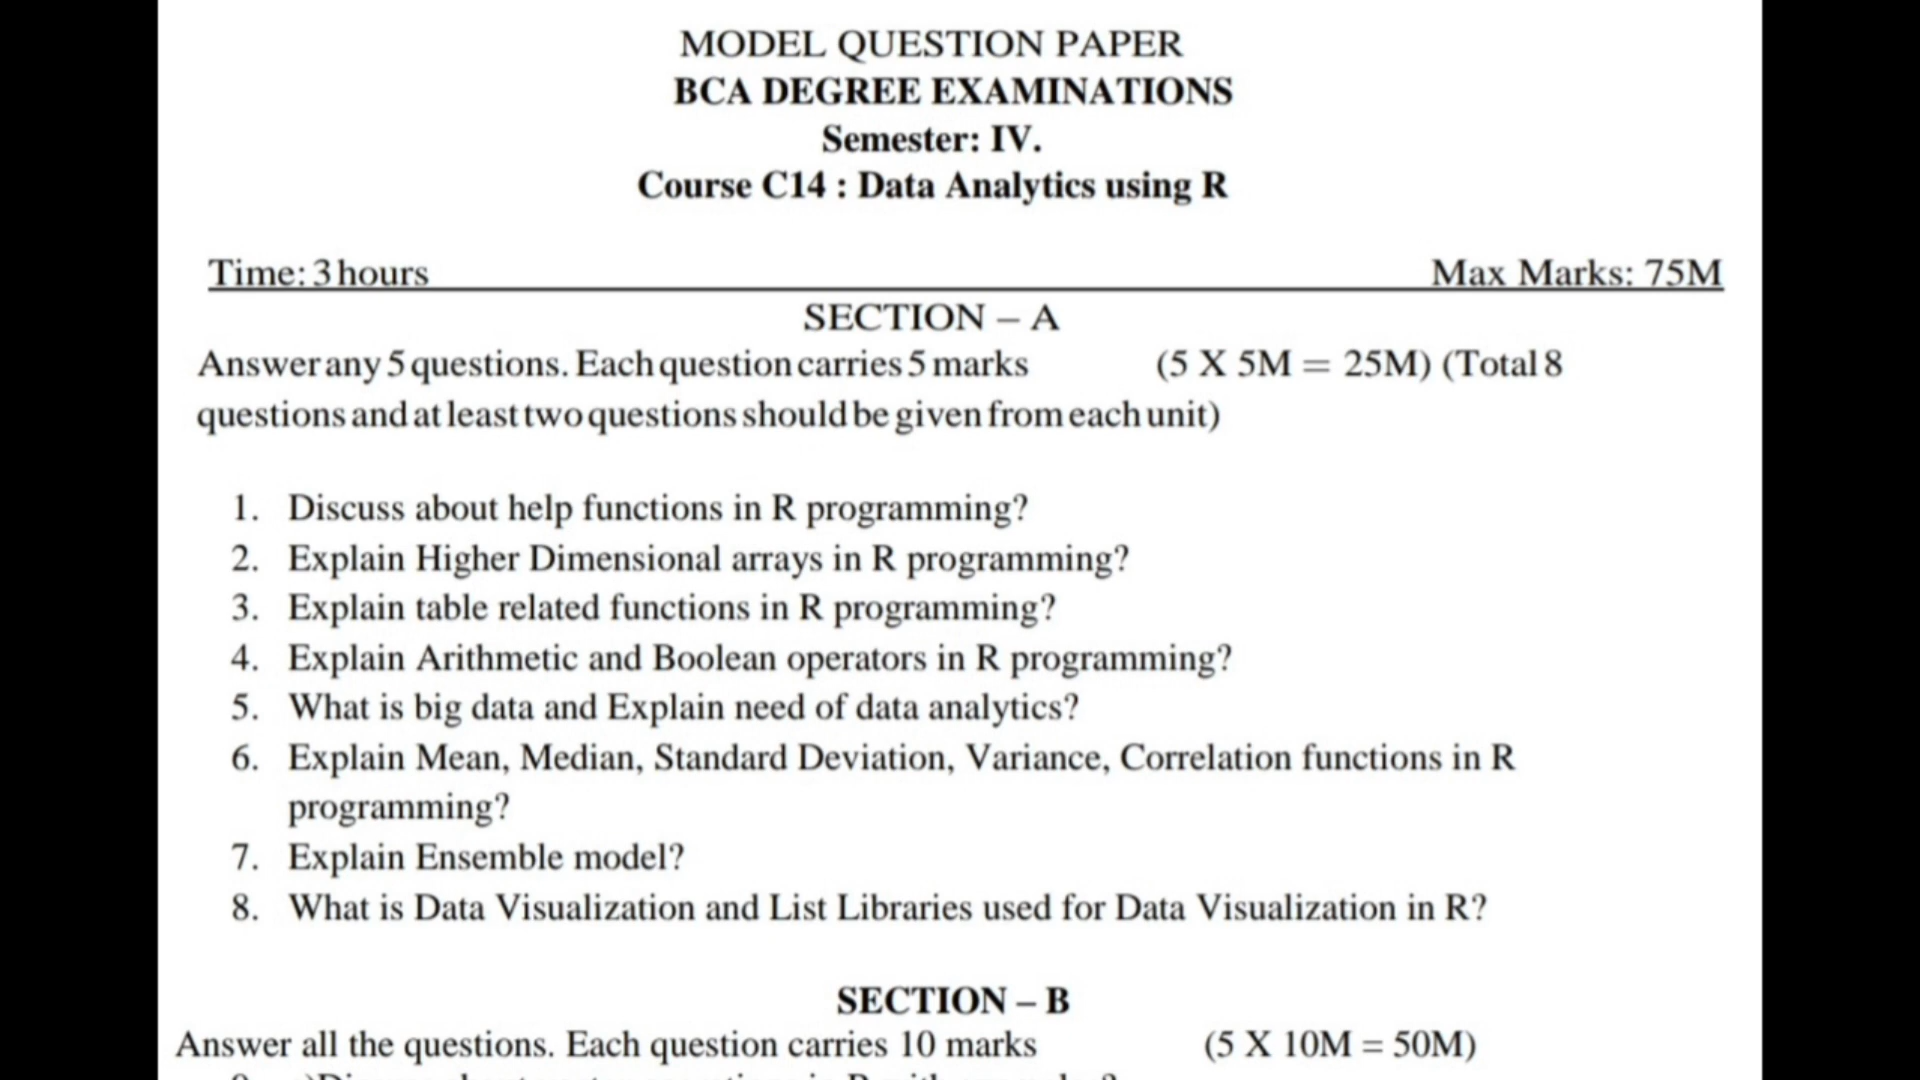 MODEL QUESTION PAPER
BCA DEGREE EXAMINATIONS
Semester: IV.
Course C14 : Data Analytics using R
Time: 3 hours Max Marks: 75M
SECTION – A
Answer any 5 questions. Each question carries 5 marks (5 X 5M = 25M) (Total 8
questions and at least two questions should be given from each unit)
1. Discuss about help functions in R programming?
2. Explain Higher Dimensional arrays in R programming?
3. Explain table related functions in R programming?
4. Explain Arithmetic and Boolean operators in R programming?
5. What is big data and Explain need of data analytics?
6. Explain Mean, Median, Standard Deviation, Variance, Correlation functions in R
programming?
7. Explain Ensemble model?
8. What is Data Visualization and List Libraries used for Data Visualization in R?
SECTION – B
Answer all the questions. Each question carries 10 marks (5 X 10M = 50M)